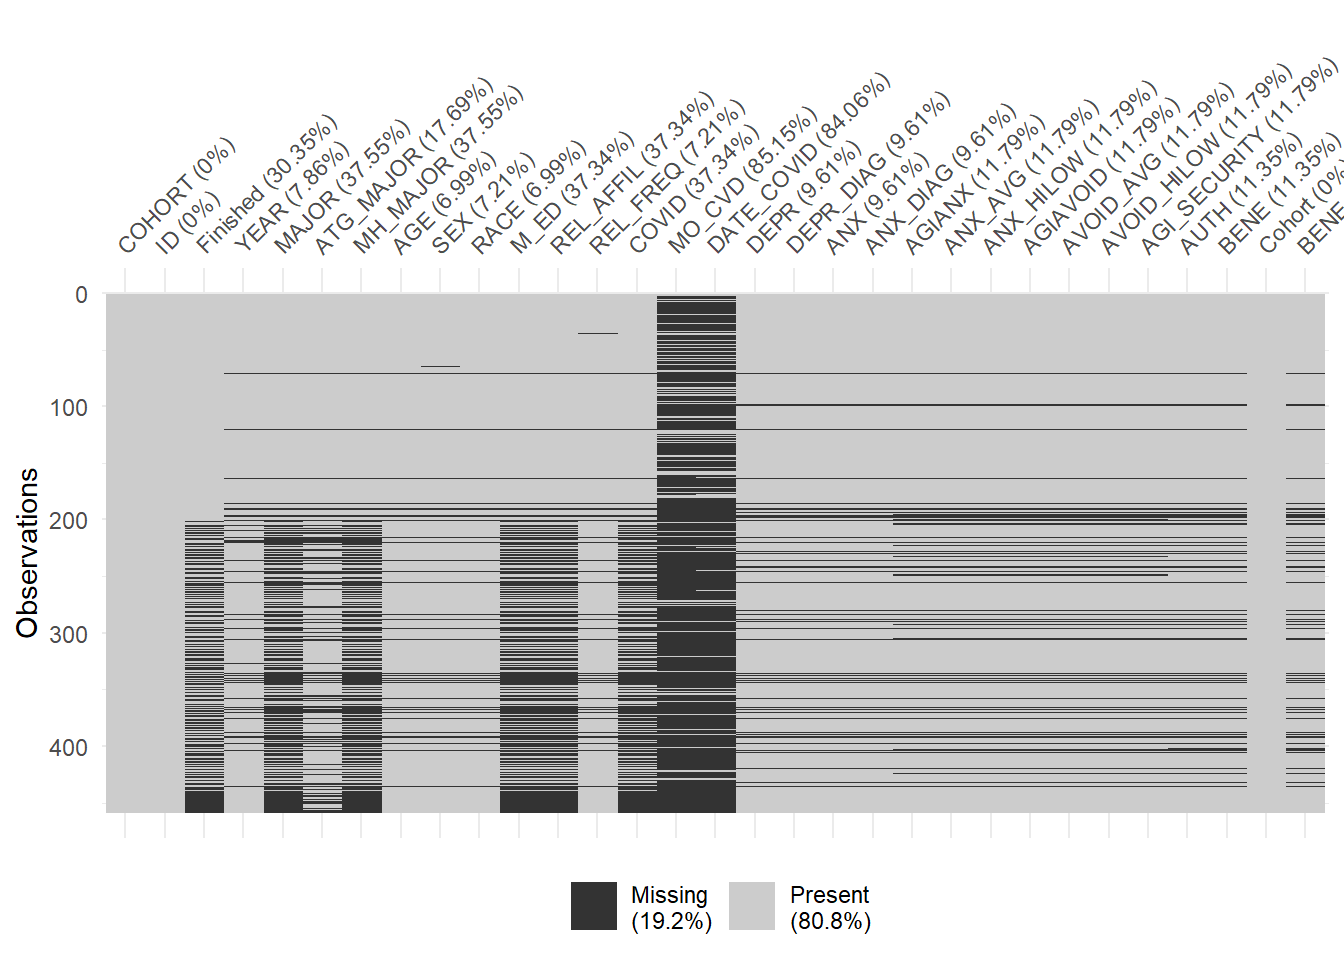 COHORT (0%)
ID (0%)
Finished (30.35%)
YEAR (7.86%)
MAJOR (37.55%)
ATG_MAJOR (17.69%)
MH_MAJOR (37.55%)
AGE (6.99%)
SEX (7.21%)
RACE (6.99%)
M_ED (37.34%)
REL_AFFIL (37.34%)
REL_FREQ (7.21%)
COVID (37.34%)
MO_CVD (85.15%)
DATE_COVID (84.06%)
DEPR (9.61%)
DEPR_DIAG (9.61%)
ANX (9.61%)
ANX_DIAG (9.61%)
AGIANX (11.79%)
ANX_AVG (11.79%)
ANX_HILOW (11.79%)
AGIAVOID (11.79%)
AVOID_AVG (11.79%)
AVOID_HILOW (11.79%)
AGI_SECURITY (11.79%)
AUTH (11.35%)
BENE (11.35%)
Cohort (0%
BENE
0
100
200
300
400
Observations
Missing
(19.2%)
Present
(80.8%)